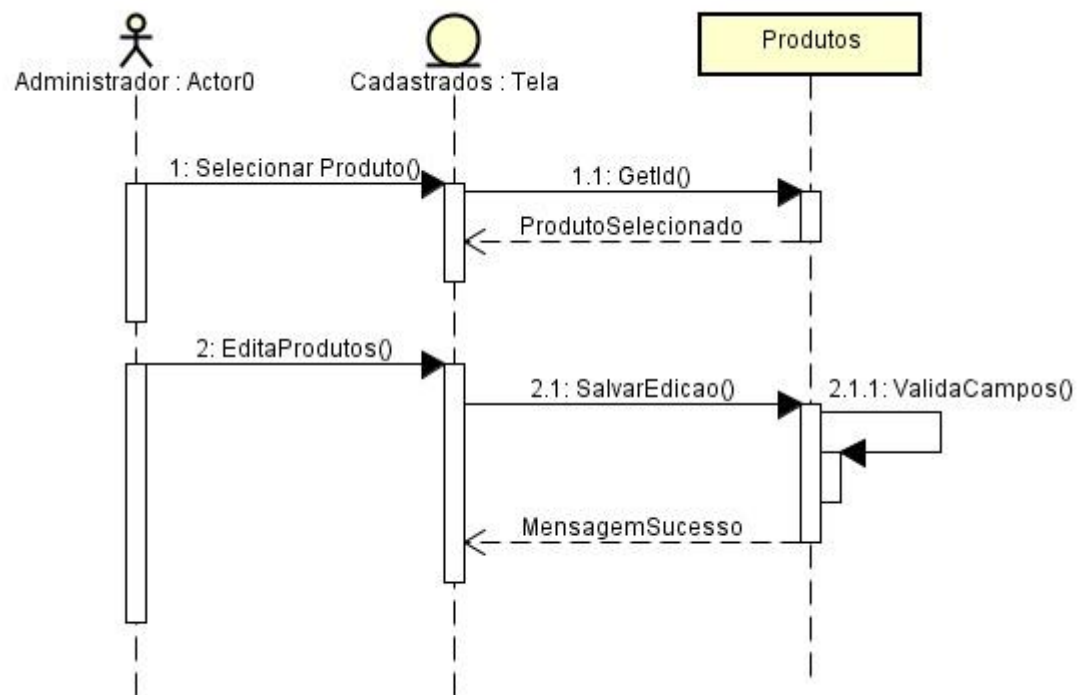 Administrador : Actor0
Cadastrados : Tela
Produtos
1: Selecionar Produto()
1.1: GetId()
ProdutoSelecionado
2: EditaProdutos()
2.1: SalvarEdicao()
2.1.1: ValidaCampos()
MensagemSucesso